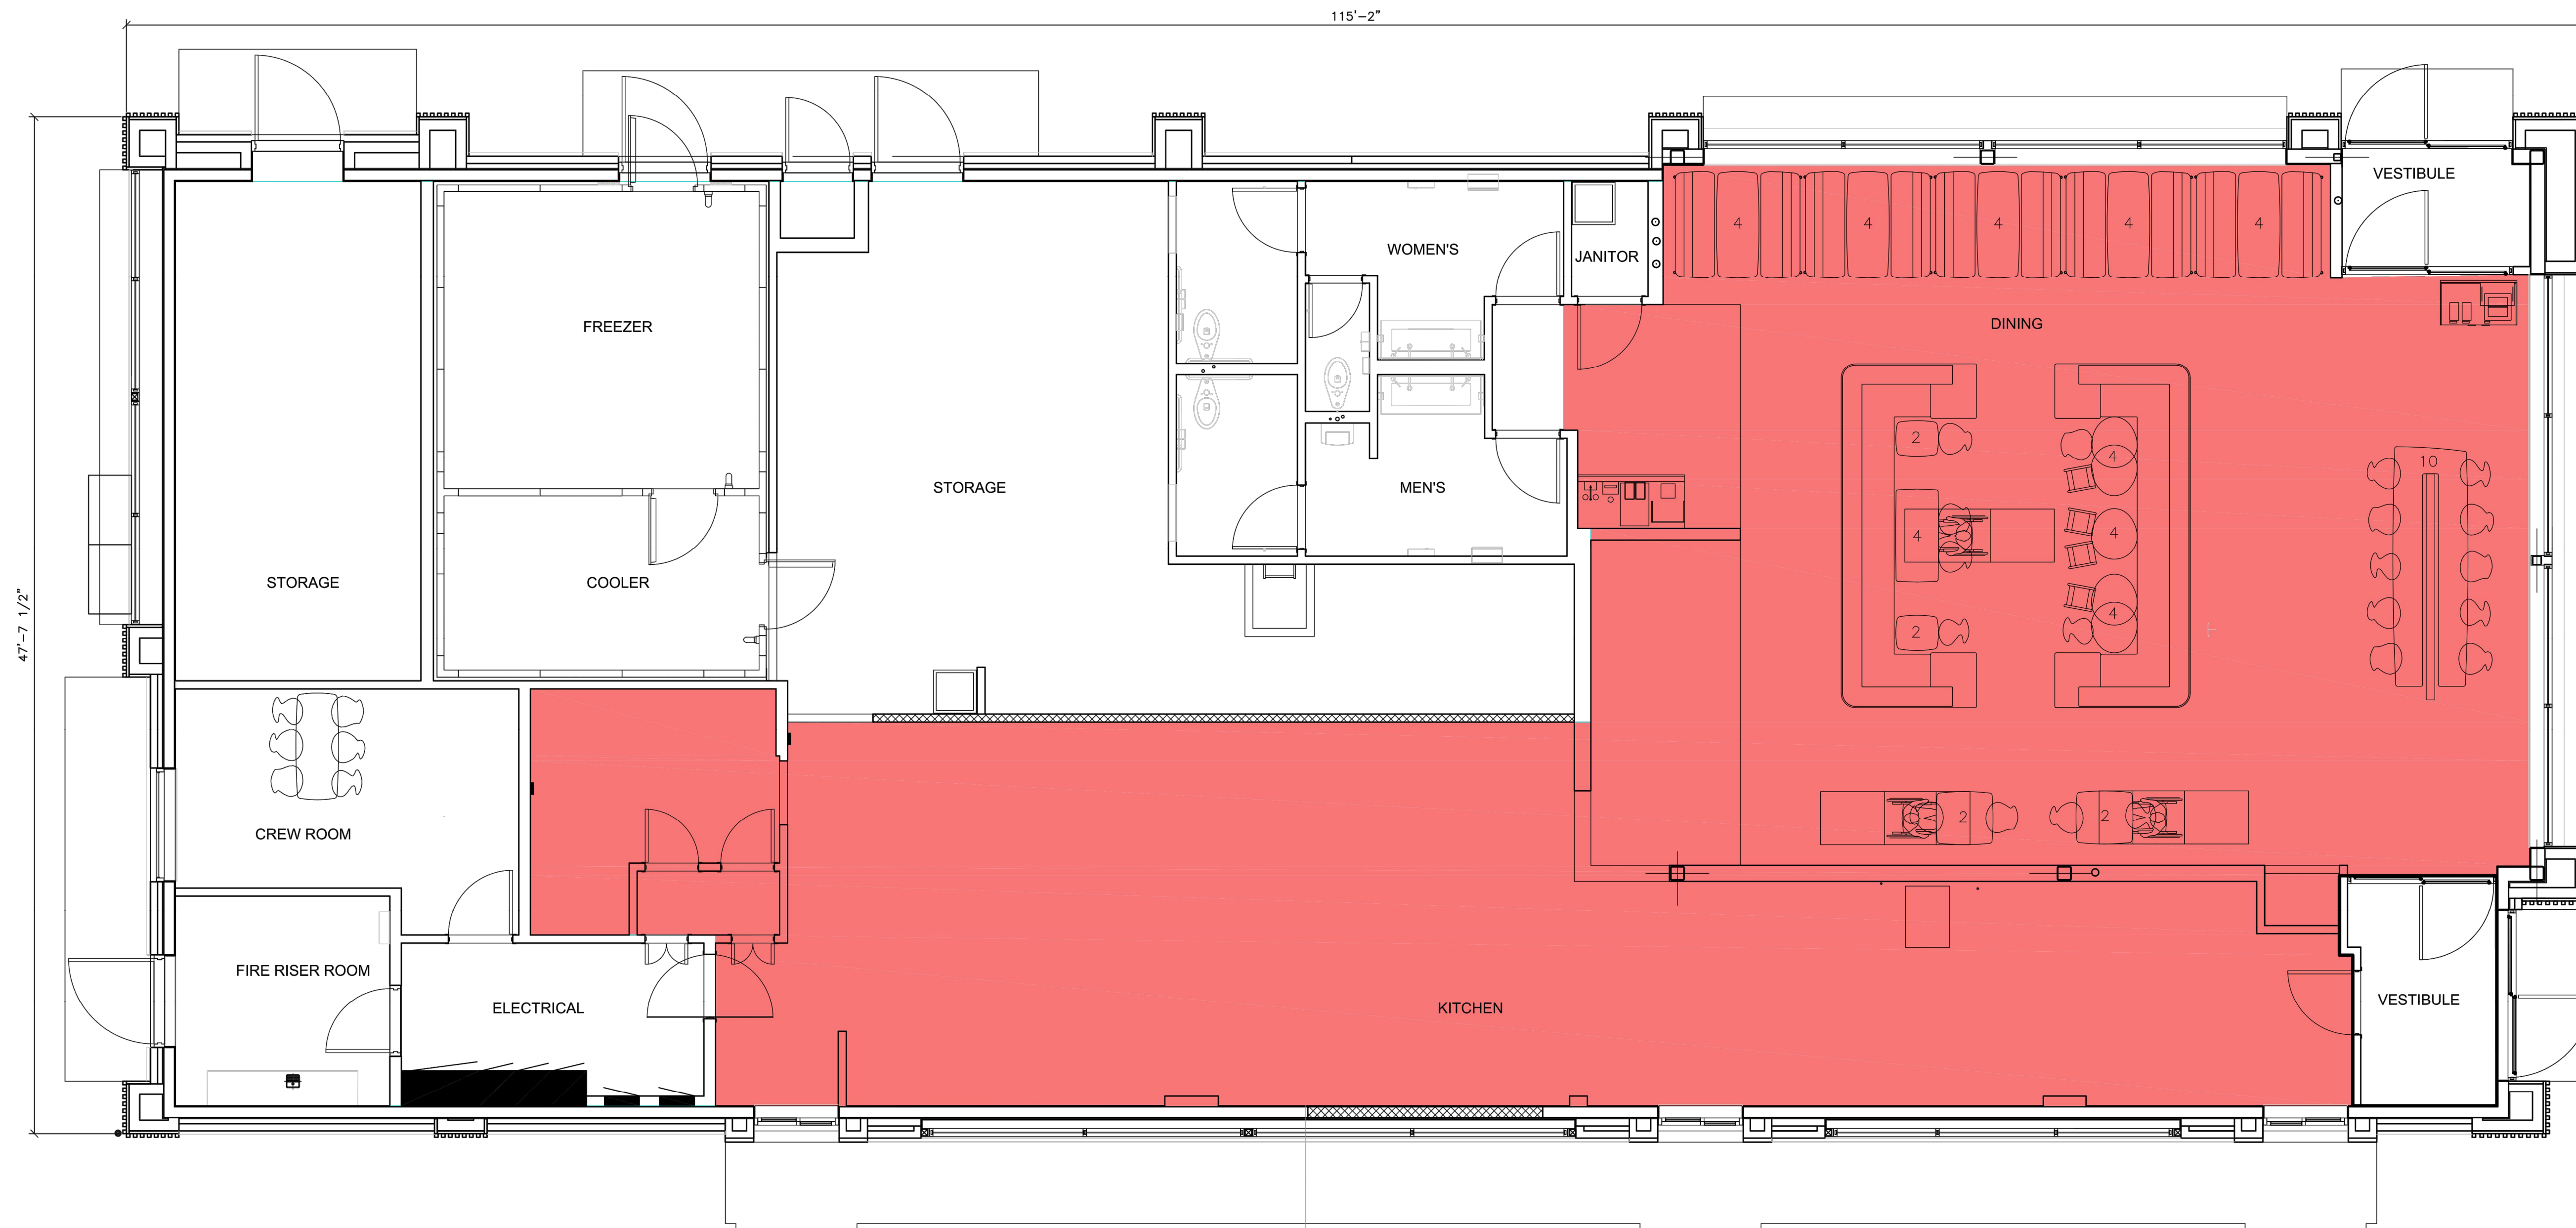 115'-2"
VESTIBULE
4
4
4
4
4
WOMEN'S
JANITOR
FREEZER
DINING
2
4
10
STORAGE
MEN'S
4
4
STORAGE
COOLER
47'-7 1/2"
2
4
CREW ROOM
2
2
FIRE RISER ROOM
ELECTRICAL
KITCHEN
VESTIBULE